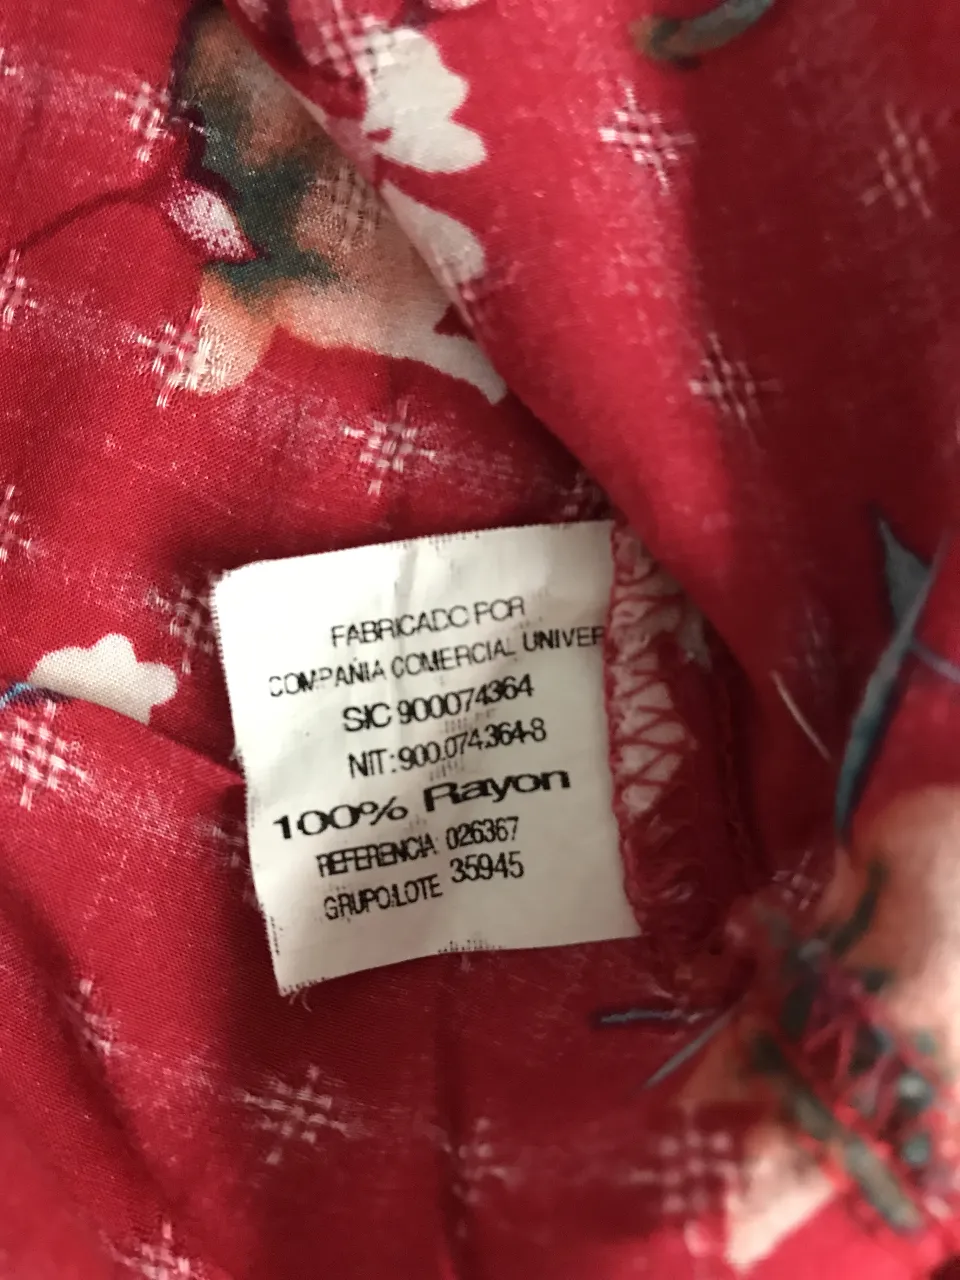 FABRICADO POR
COMPAÑIA COMERCIAL UNIVER
SIC 900074364
NIT: 900.074.364-8
100% Rayon
REFERENCIA: 026367
GRUPO/LOTE 35945